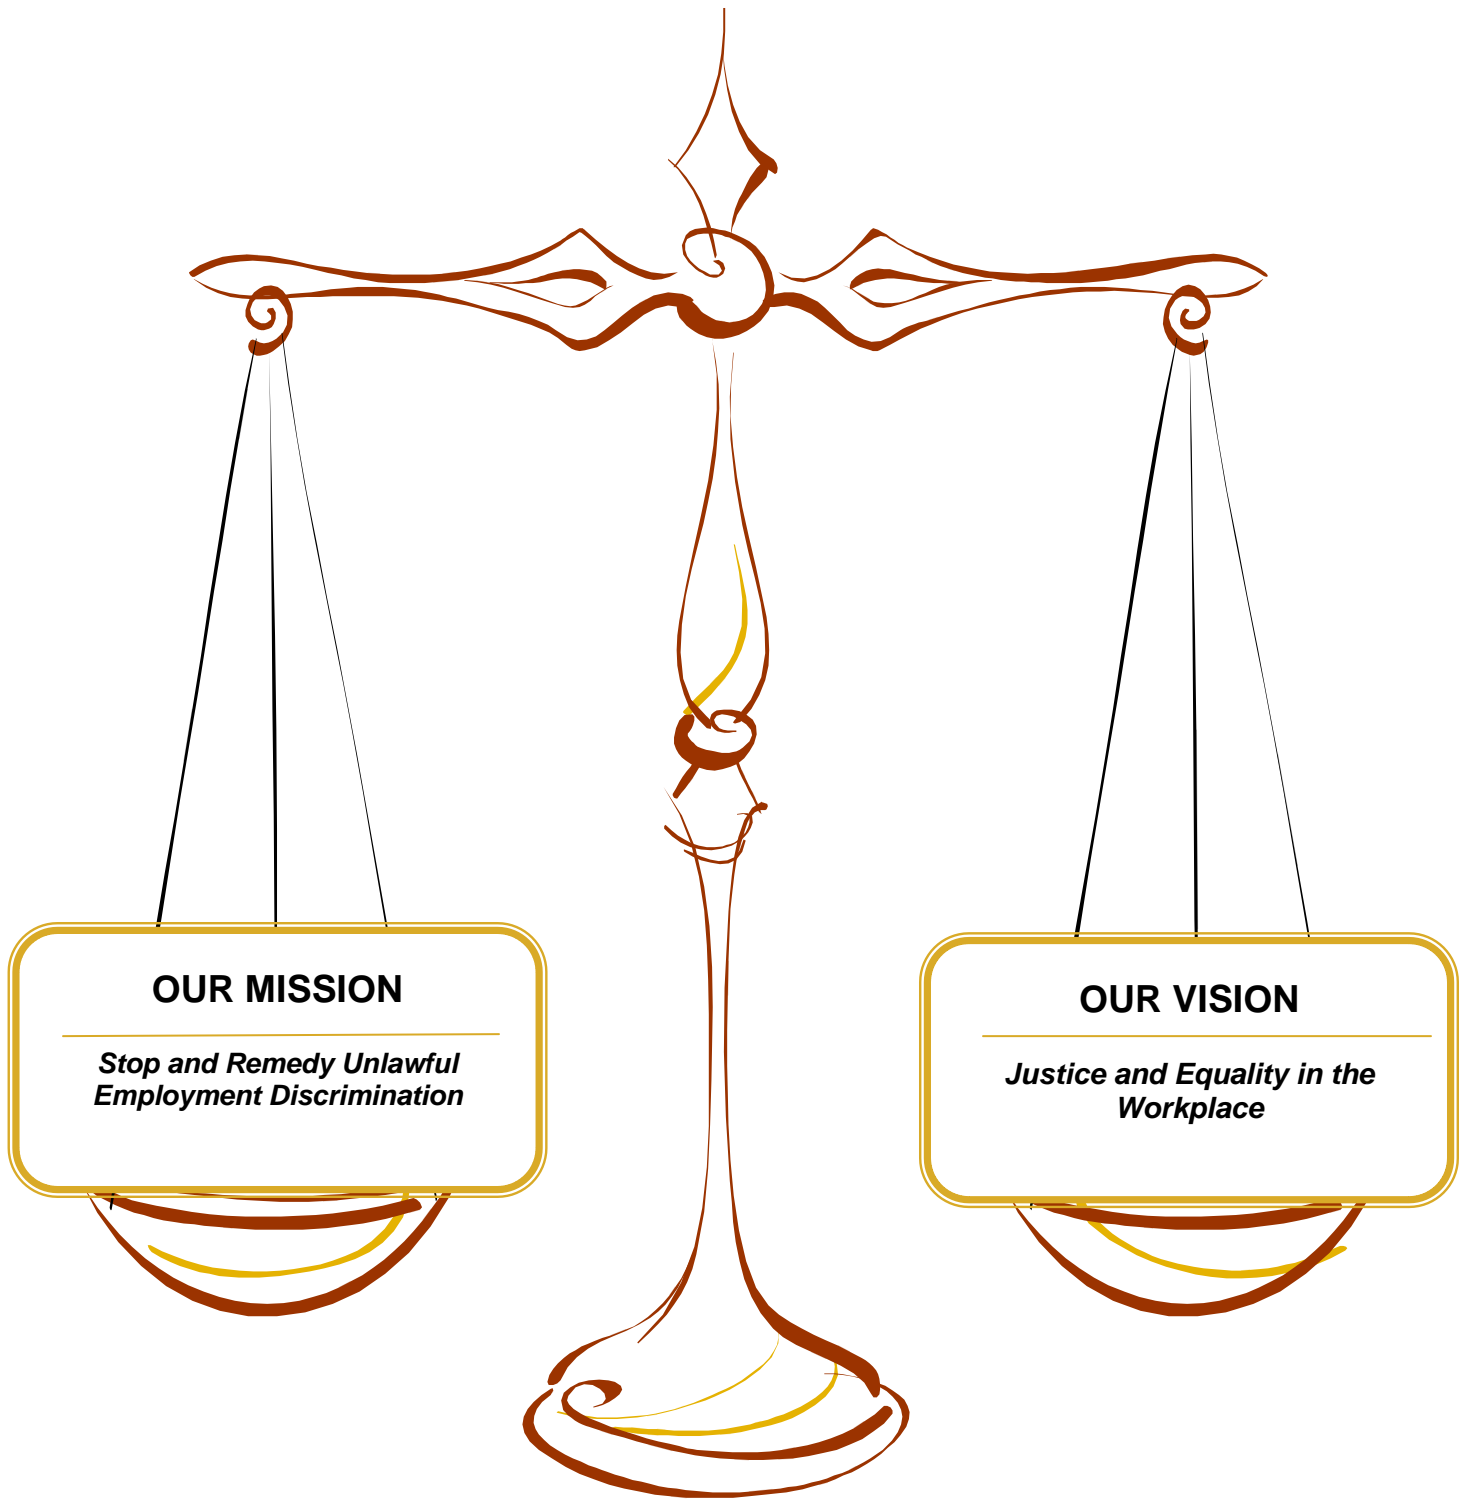 OUR MISSION
Stop and Remedy Unlawful
Employment Discrimination
OUR VISION
Justice and Equality in the
Workplace